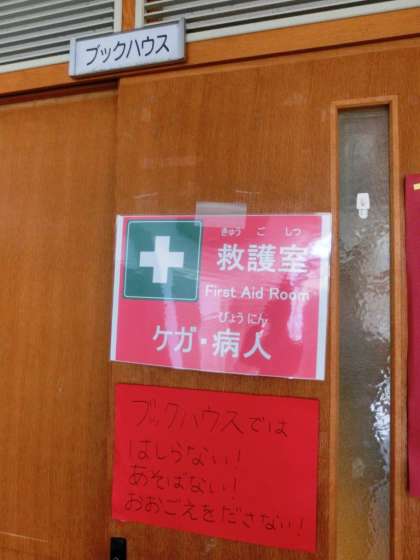 ブックハウス
きゅう ご しつ
救護室
First Aid Room
びょうにん
ケガ・病人
ブックハウスでは
はしらない!
あそばない!
おおごえをださない!